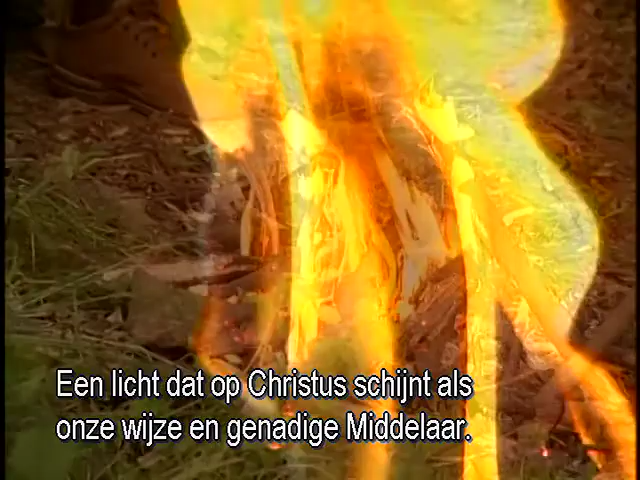 Een licht dat op Christus schijnt als
onze wijze en genadige Middelaar.